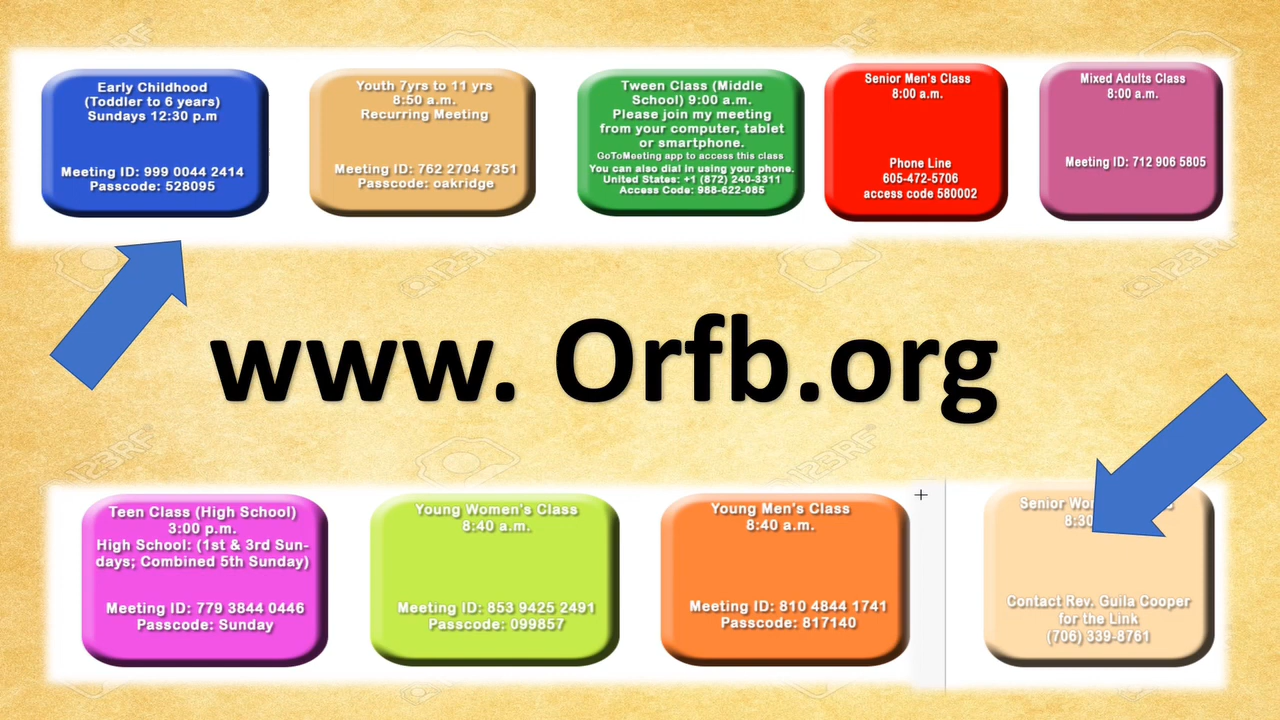 Early Childhood
(Toddler to 6 years)
Sundays 12:30 p.m
Meeting ID: 999 0044 2414
Passcode: 528095
Youth 7yrs to 11 yrs
8:50 a.m.
Recurring Meeting
Meeting ID: 762 2704 7351
Passcode: oakridge
Tween Class (Middle
School) 9:00 a.m.
Please join my meeting
from your computer, tablet
or smartphone.
GoToMeeting app to access this class
You can also dial in using your phone.
United States: +1 (872) 240-3311
Access Code: 988-622-085
Senior Men's Class
8:00 a.m.
Phone Line
605-472-5706
access code 580002
Mixed Adults Class
8:00 a.m.
Meeting ID: 712 906 5805
www. Orfb.org
Teen Class (High School)
3:00 p.m.
High School: (1st & 3rd Sun-
days; Combined 5th Sunday)
Meeting ID: 779 3844 0446
Passcode: Sunday
Young Women's Class
8:40 a.m.
Meeting ID: 853 9425 2491
Passcode: 099857
Young Men's Class
8:40 a.m.
Meeting ID: 810 4844 1741
Passcode: 817140
Senior
8:30
Contact Rev. Guila Cooper
for the Link
(706) 339-8761
123RF
123RF
123RF
123RF
123RF